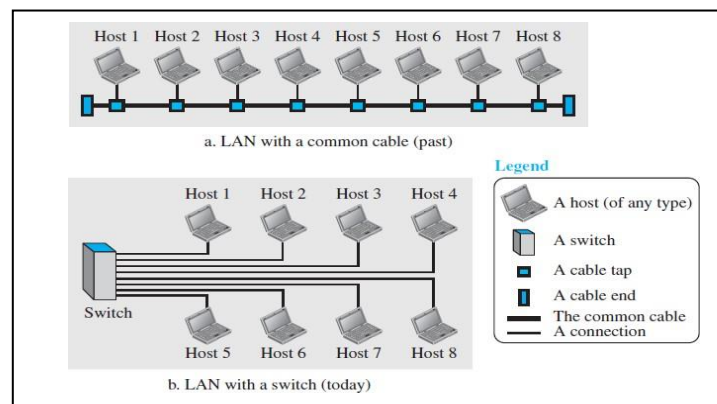 Host 1 Host 2 Host 3 Host 4 Host 5 Host 6 Host 7 Host 8
a. LAN with a common cable (past)
Legend
A host (of any type)
A switch
A cable tap
A cable end
The common cable
A connection
Host 1 Host 2 Host 3 Host 4
Switch
Host 5 Host 6 Host 7 Host 8
b. LAN with a switch (today)